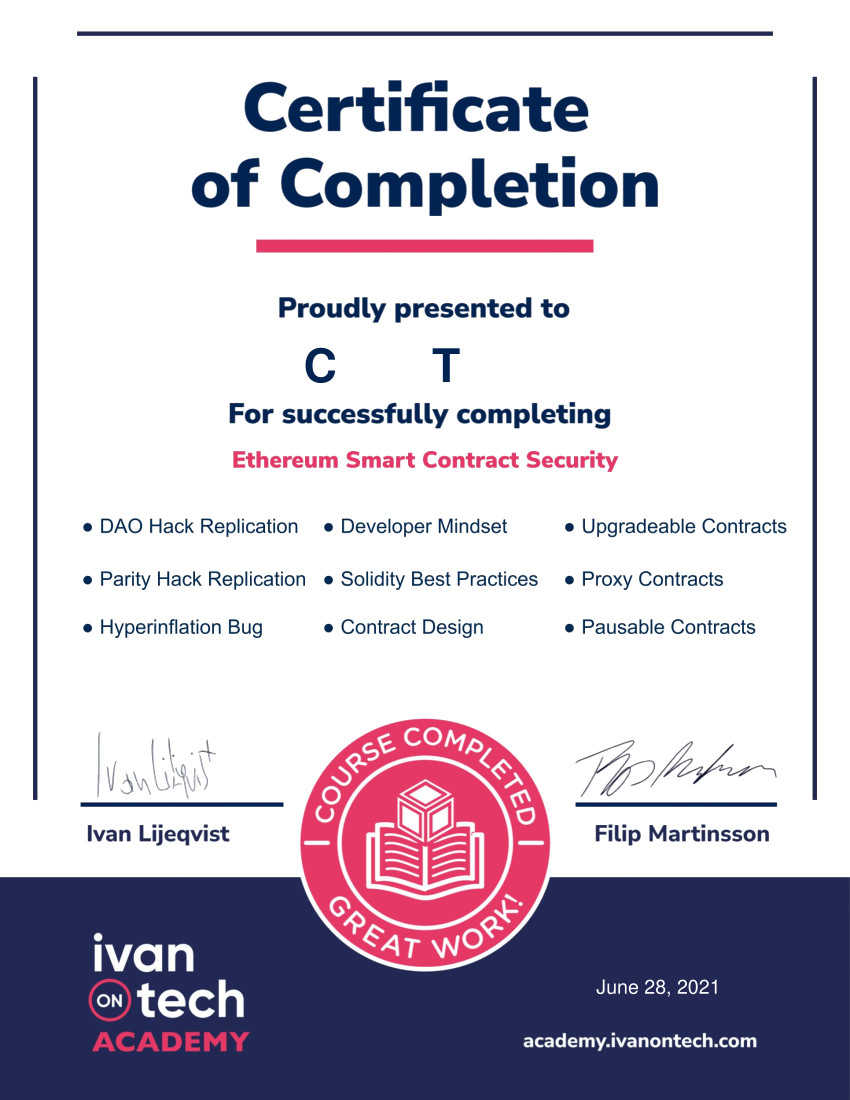 Certificate
of Completion
Proudly presented to
C T
For successfully completing
Ethereum Smart Contract Security
● DAO Hack Replication ● Developer Mindset ● Upgradeable Contracts
● Parity Hack Replication ● Solidity Best Practices ● Proxy Contracts
● Hyperinflation Bug ● Contract Design ● Pausable Contracts
Ivan Lijeqvist
Filip Martinsson
COURSE COMPLETED
GREAT WORK!
ivan
ON tech
ACADEMY
June 28, 2021
academy.ivanontech.com